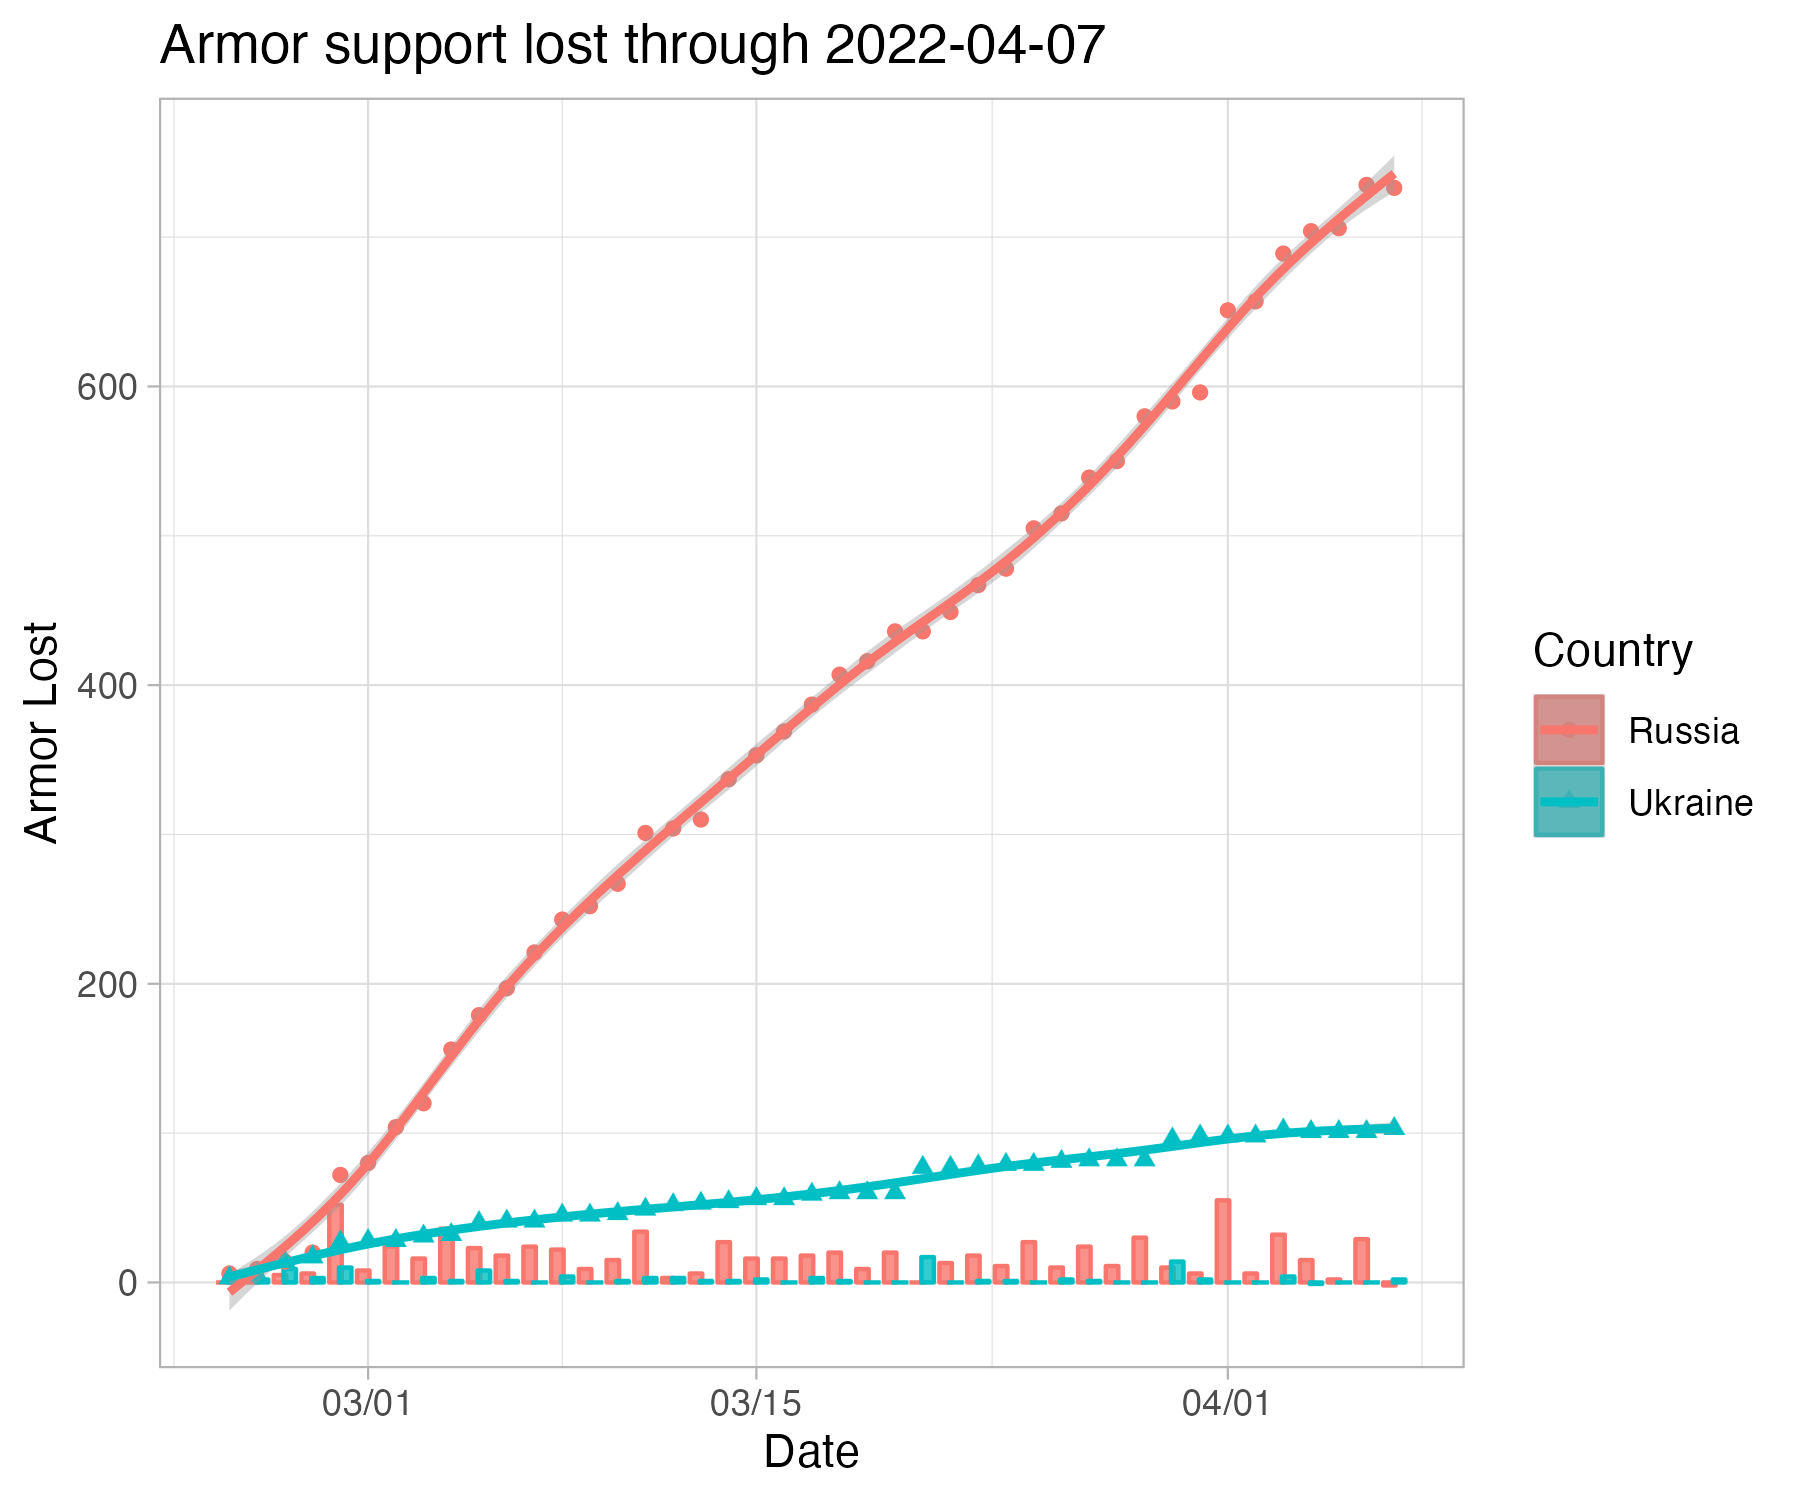 Armor support lost through 2022-04-07
Armor Lost
600
400
200
0
03/01
03/15
04/01
Date
Country
Russia
Ukraine